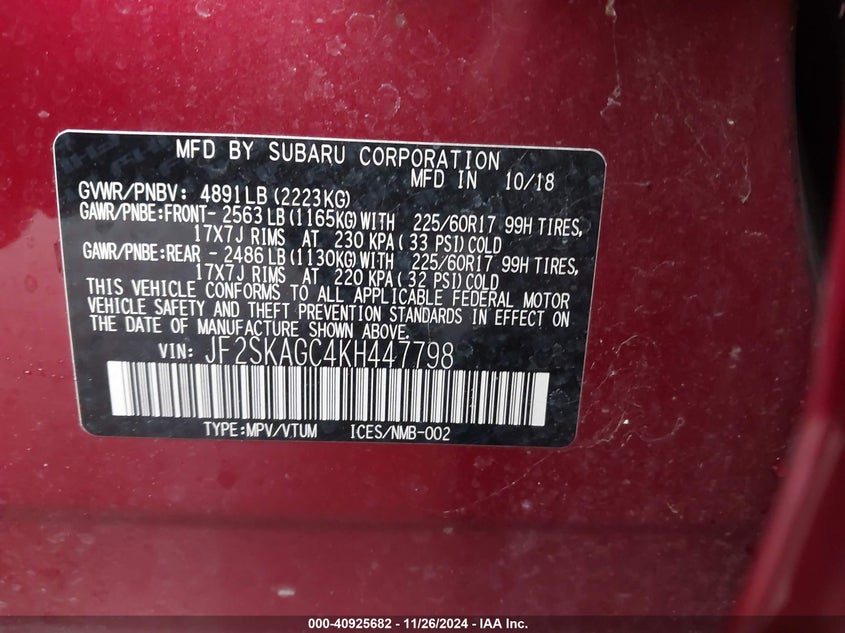 MFD BY SUBARU CORPORATION
MFD IN 10/18
GVWR/PNBV: 4891LB (2223KG)
GAWR/PNBE:FRONT- 2563LB (1165KG) WITH 225/60R17 99H TIRES,
17X7J RIMS AT 230 KPA( 33 PSI) COLD
GAWR/PNBE:REAR - 2486LB (1130KG) WITH 225/60R17 99H TIRES,
17X7J RIMS AT 220 KPA( 32 PSI) COLD
THIS VEHICLE CONFORMS TO ALL APPLICABLE FEDERAL MOTOR
VEHICLE SAFETY AND THEFT PREVENTION STANDARDS IN EFFECT ON
THE DATE OF MANUFACTURE SHOWN ABOVE.
VIN: JF2SKAGC4KH447798
TYPE:MPV/VTUM ICES/NMB-002
000-40925682 - 11/26/2024 - IAA Inc.